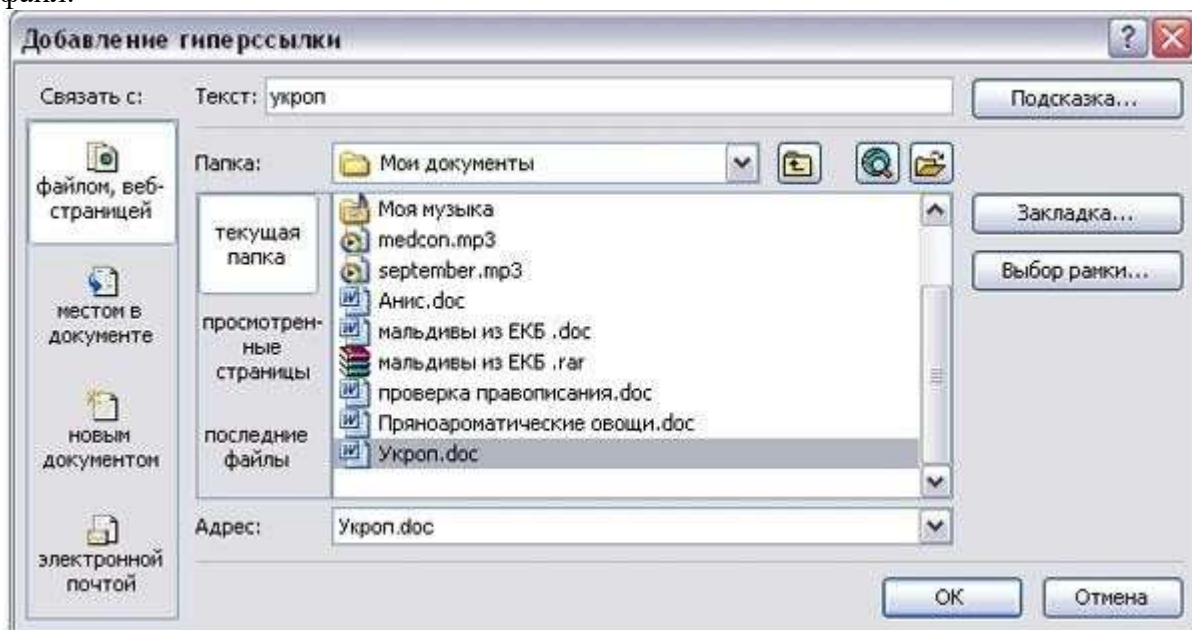 файл.
Добавление гиперссылки
Связать с:
Текст: укроп
Подсказка...
файлом, веб-
страницей
местом в
документе
новым
документом
электронной
почтой
Папка:
Мои документы
текущая
папка
просмотрен-
ные
страницы
последние
файлы
Моя музыка
medcon.mp3
september.mp3
Анис.doc
мальдивы из ЕКБ .doc
мальдивы из ЕКБ .rar
проверка правописания.doc
Пряноароматические овощи.doc
Укроп.doc
Закладка...
Выбор рамки...
Адрес:
Укроп.doc
ОК
Отмена